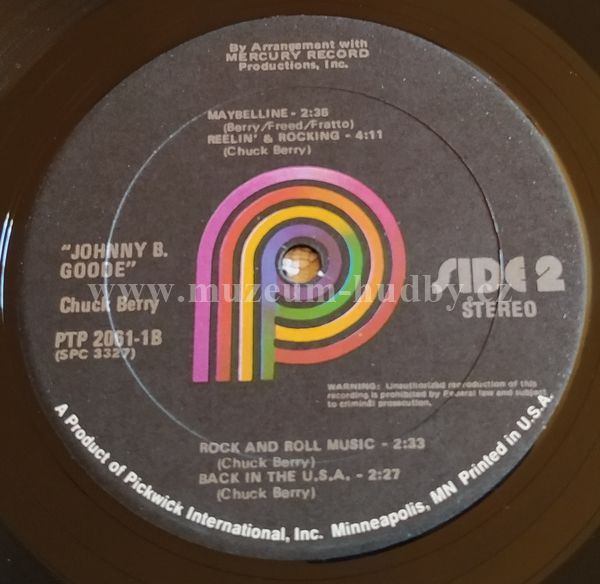 By Arrangement with
MERCURY RECORD
Productions, Inc.
MAYBELLINE - 2:35
(Berry/Freed/Fratto)
REELIN' & ROCKING - 4:11
(Chuck Berry)
"JOHNNY B.
GOODE"
Chuck Berry
PTP 2061-1B
(SPC 3327)
SIDE 2
STEREO
www.muzeum-hudby.cz
WARNING: Unauthorized reproduction of this
recording is prohibited by Federal law and subject
to criminal prosecution.
ROCK AND ROLL MUSIC - 2:33
(Chuck Berry)
BACK IN THE U.S.A. - 2:27
(Chuck Berry)
A Product of Pickwick International, Inc. Minneapolis, MN Printed in U.S.A.